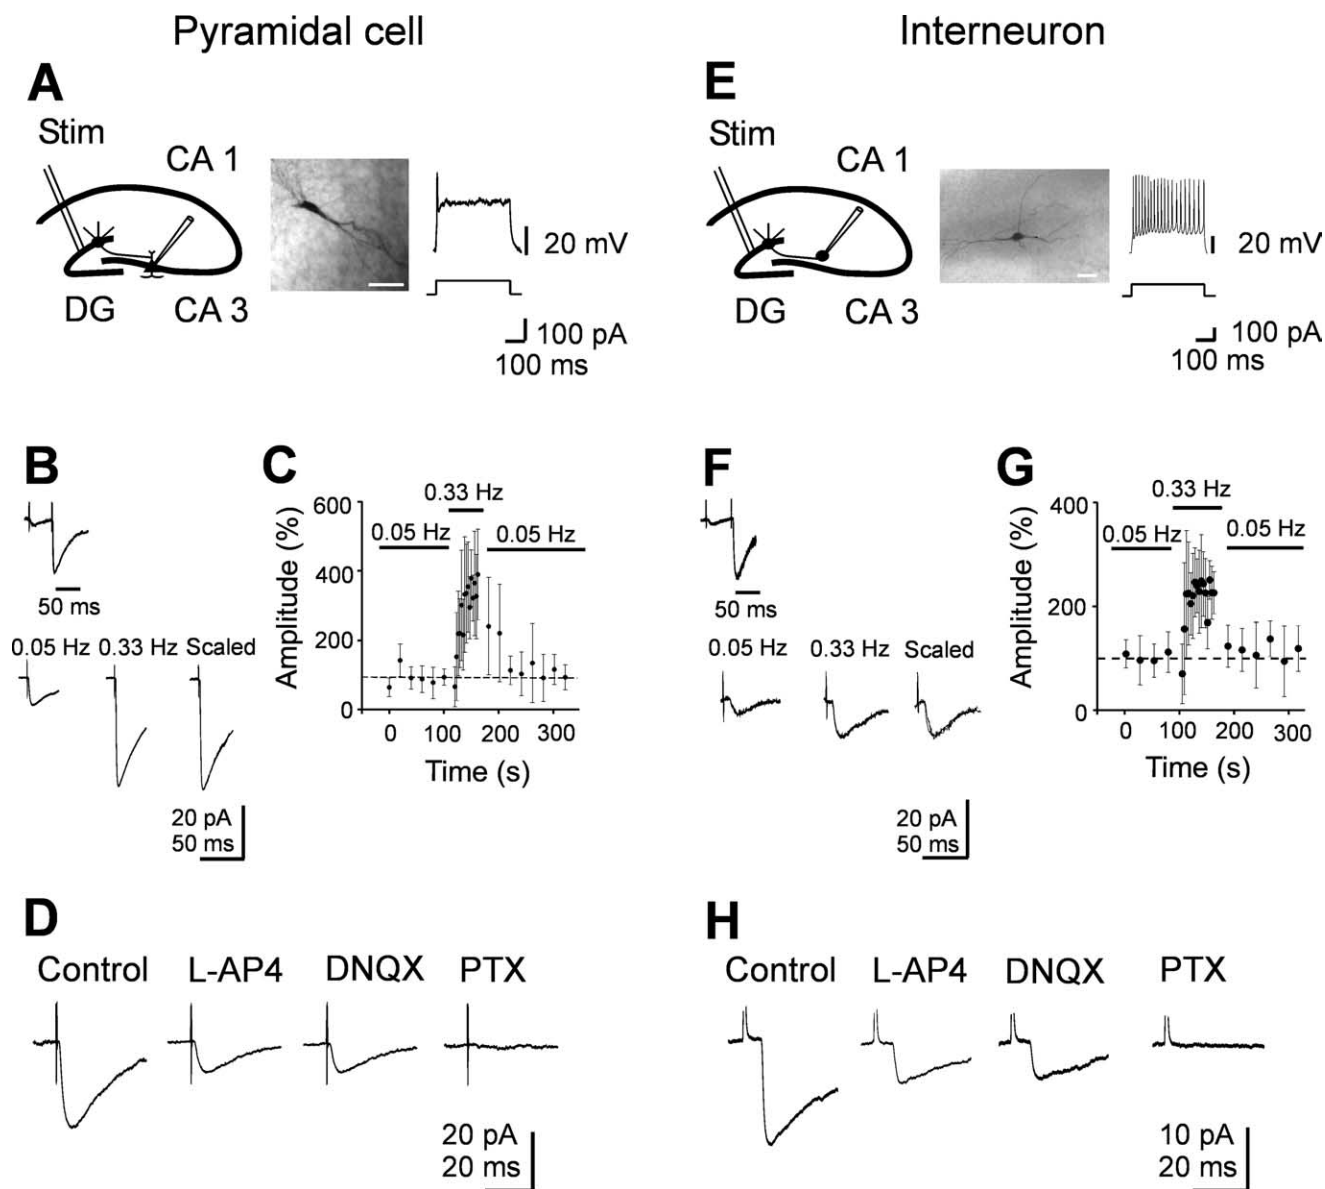 Pyramidal cell
Interneuron
A
Stim
CA 1
DG
CA 3
20 mV
100 pA
100 ms
E
Stim
CA 1
DG
CA 3
20 mV
100 pA
100 ms
B
50 ms
0.05 Hz 0.33 Hz Scaled
20 pA
50 ms
C
Amplitude (%)
600
400
200
0
0.05 Hz
0.33 Hz
0.05 Hz
0 100 200 300
Time (s)
F
50 ms
0.05 Hz 0.33 Hz Scaled
20 pA
50 ms
G
Amplitude (%)
400
200
0
0.05 Hz
0.33 Hz
0.05 Hz
0 100 200 300
Time (s)
D
Control L-AP4 DNQX PTX
20 pA
20 ms
H
Control L-AP4 DNQX PTX
10 pA
20 ms